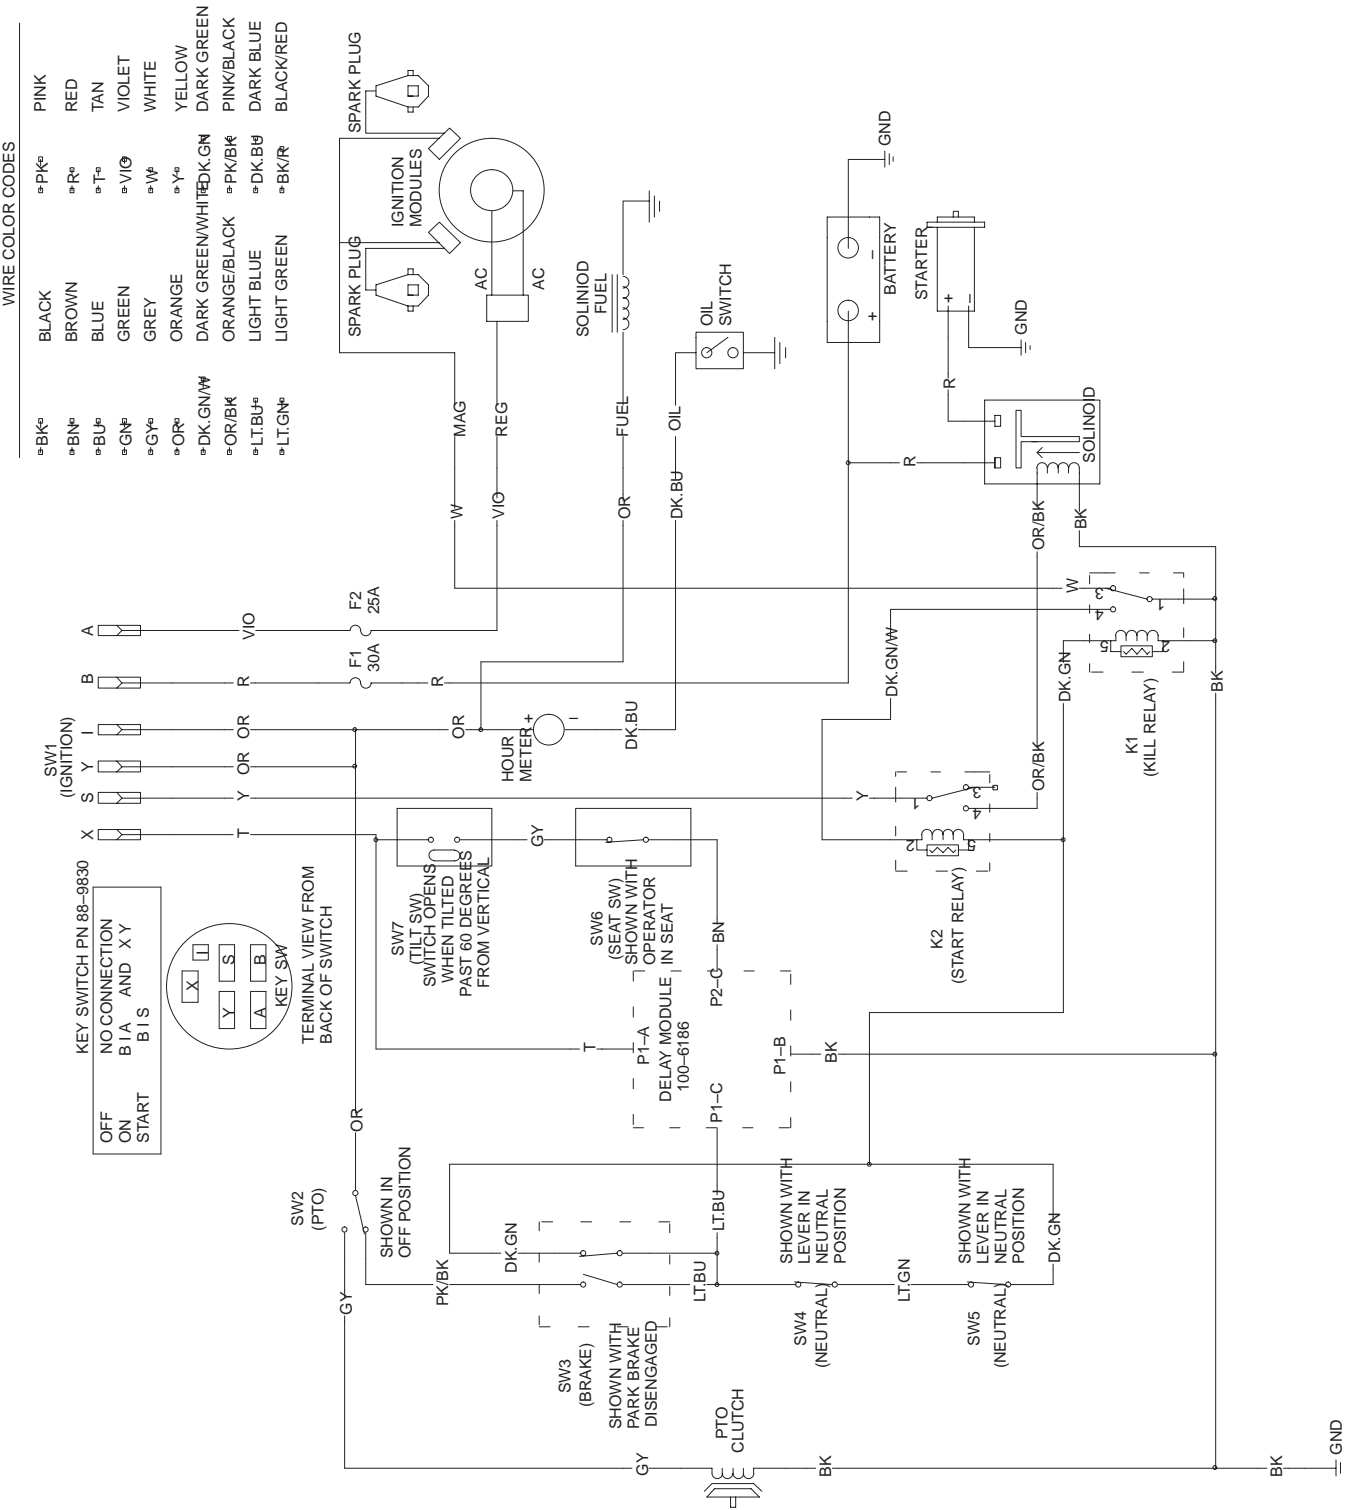 WIRE COLOR CODES
BK BLACK PK PINK
BN BROWN R RED
BU BLUE T TAN
GN GREEN VIO VIOLET
GY GREY W WHITE
OR ORANGE Y YELLOW
DK.GN/W DARK GREEN/WHITE DK.GN DARK GREEN
OR/BK ORANGE/BLACK PK/BK PINK/BLACK
LT.BU LIGHT BLUE DK.BU DARK BLUE
LT.GN LIGHT GREEN BK/R BLACK/RED
KEY SWITCH PN 88–9830
OFF NO CONNECTION
ON B I A AND X Y
START B I S
X
I
Y
S
A
B
KEY SW
TERMINAL VIEW FROM
BACK OF SWITCH
SW1
(IGNITION)
X
S
Y
I
B
A
T
Y
OR
OR
R
VIO
F1
30A
F2
25A
R
OR
OR
HOUR
METER
+
–
DK.BU
SW2
(PTO)
SHOWN IN
OFF POSITION
GY
PK/BK
DK.GN
SW3
(BRAKE)
SHOWN WITH
PARK BRAKE
DISENGAGED
LT.BU
LT.BU
SW4
(NEUTRAL)
SHOWN WITH
LEVER IN
NEUTRAL
POSITION
LT.GN
SW5
(NEUTRAL)
SHOWN WITH
LEVER IN
NEUTRAL
POSITION
DK.GN
PTO
CLUTCH
GY
BK
BK
GND
SW7
(TILT SW)
SWITCH OPENS
WHEN TILTED
PAST 60 DEGREES
FROM VERTICAL
GY
SW6
(SEAT SW)
SHOWN WITH
OPERATOR
IN SEAT
BN
T
P1–A
DELAY MODULE
100–6186
P2–C
P1–C
P1–B
BK
K2
(START RELAY)
Y
1
3
4
2
5
OR/BK
DK.GN/W
DK.GN
K1
(KILL RELAY)
W
3
4
1
5
2
BK
OR/BK
BK
SOLINOID
R
R
STARTER
+
–
GND
BATTERY
+
–
GND
OIL
SWITCH
OIL
DK.BU
SOLINIOD
FUEL
FUEL
OR
MAG
W
REG
VIO
AC
AC
IGNITION
MODULES
SPARK PLUG
SPARK PLUG